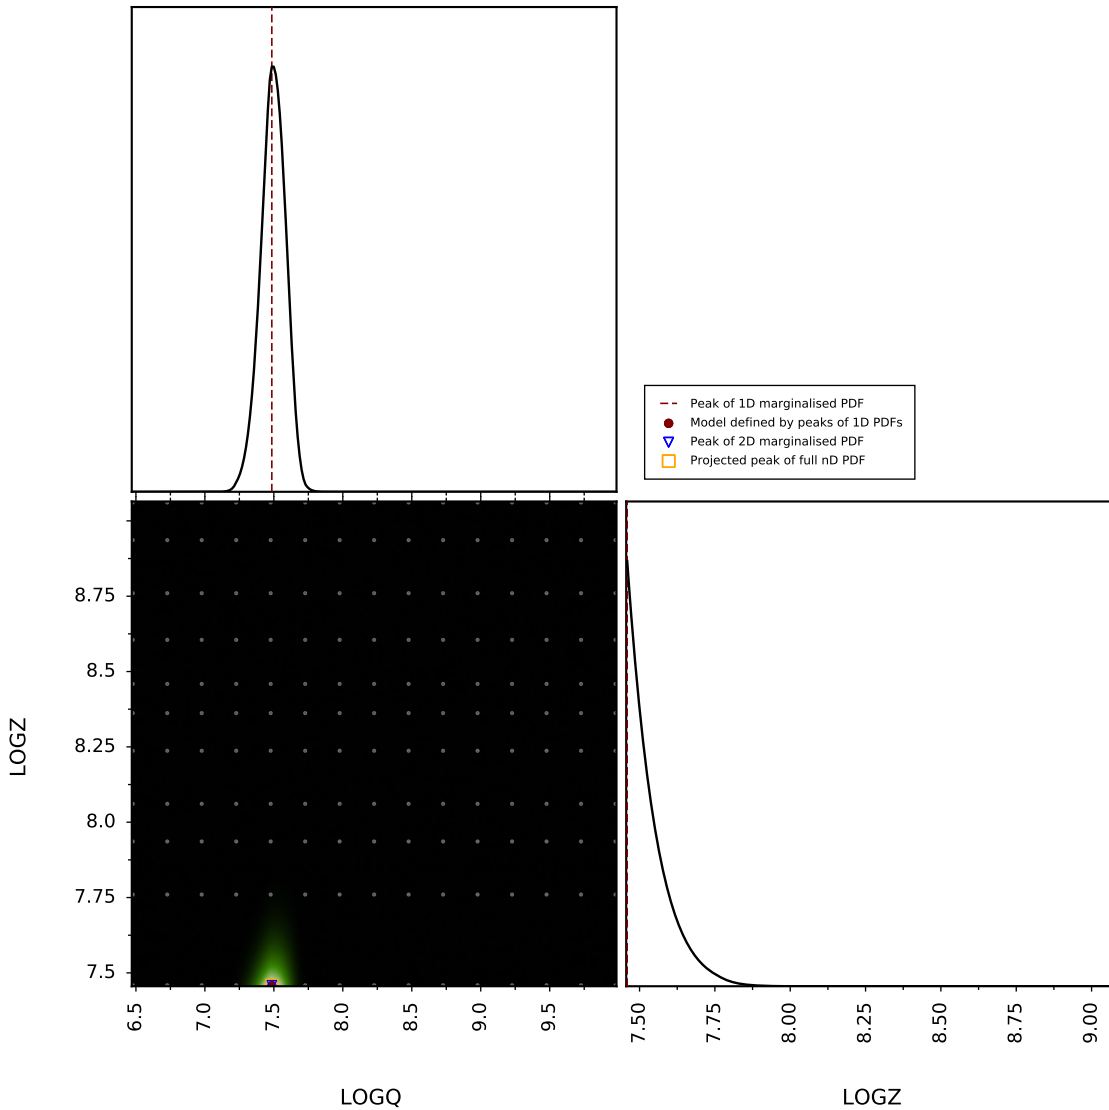 Peak of 1D marginalised PDF
Model defined by peaks of 1D PDFs
Peak of 2D marginalised PDF
Projected peak of full nD PDF
LOGZ
8.75
8.5
8.25
8.0
7.75
7.5
6.5 7.0 7.5 8.0 8.5 9.0 9.5
7.50 7.75 8.00 8.25 8.50 8.75 9.00
LOGQ
LOGZ